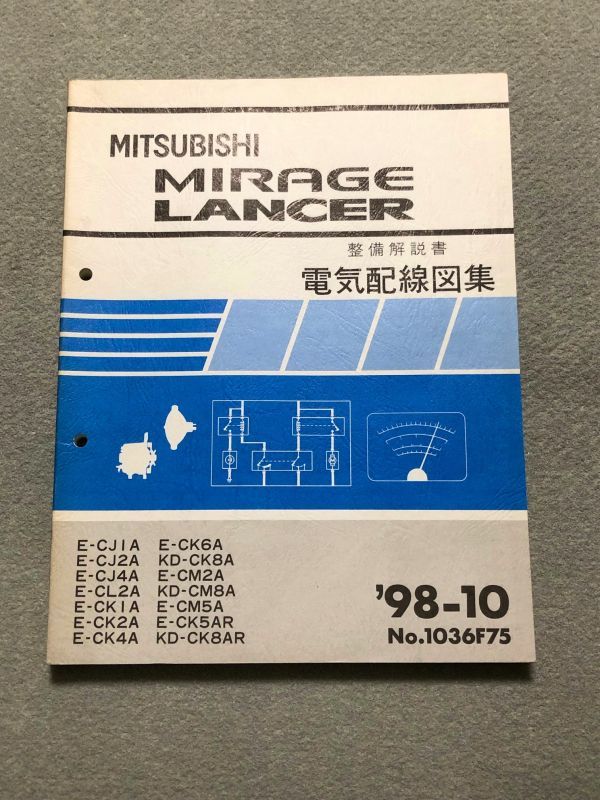 MITSUBISHI
MIRAGE
LANCER
整備解説書
電気配線図集
E-CJ1A E-CK6A
E-CJ2A KD-CK8A
E-CJ4A E-CM2A
E-CL2A KD-CM8A
E-CK1A E-CM5A
E-CK2A E-CK5AR
E-CK4A KD-CK8AR
'98-10
No.1036F75